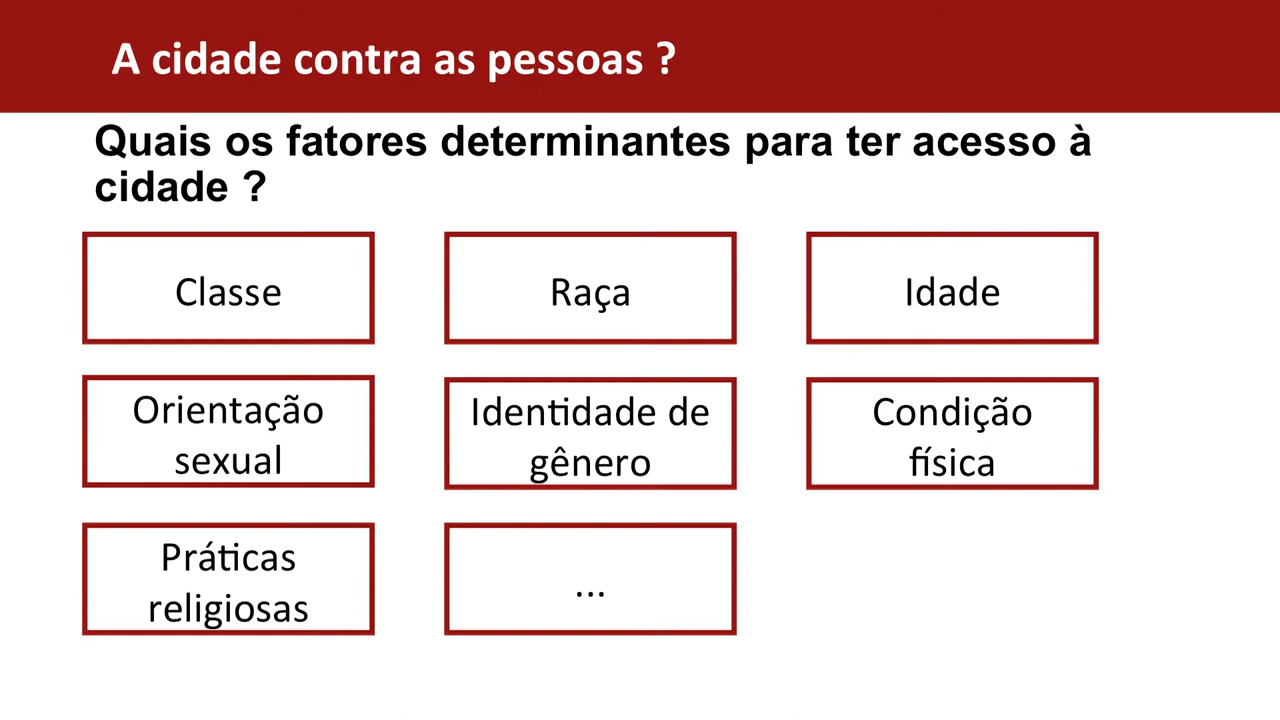 A cidade contra as pessoas ?
Quais os fatores determinantes para ter acesso à
cidade ?
Classe
Raça
Idade
Orientação
sexual
Identidade de
gênero
Condição
física
Práticas
religiosas
...